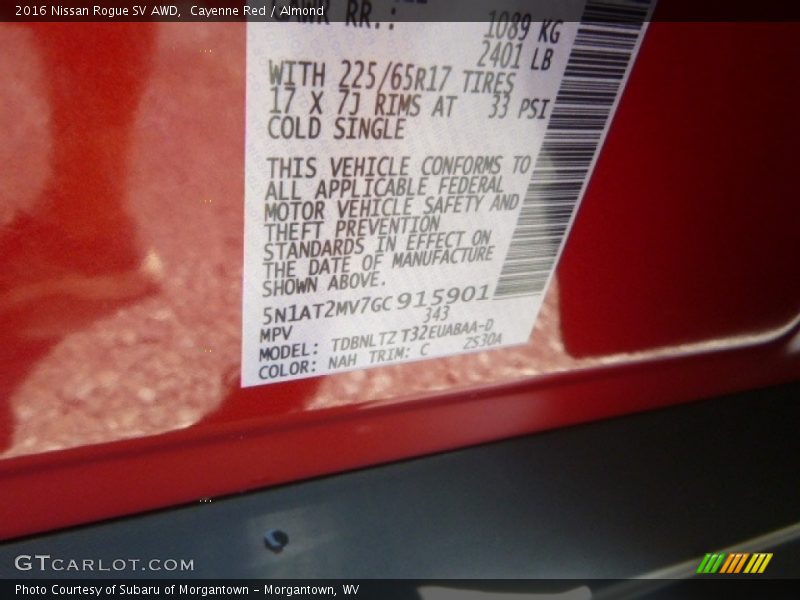 2016 Nissan Rogue SV AWD,  Cayenne Red / Almond
RR.: 1089 KG
2401 LB
WITH 225/65R17 TIRES
17 X 7J RIMS AT 33 PSI
COLD SINGLE
THIS VEHICLE CONFORMS TO
ALL APPLICABLE FEDERAL
MOTOR VEHICLE SAFETY AND
THEFT PREVENTION
STANDARDS IN EFFECT ON
THE DATE OF MANUFACTURE
SHOWN ABOVE.
5N1AT2MV7GC915901
MPV 343
MODEL: TDBNLTZ T32EUABAA-D
COLOR: NAH TRIM: C ZS30A
GTCARLOT.COM
Photo Courtesy of Subaru of Morgantown - Morgantown, WV